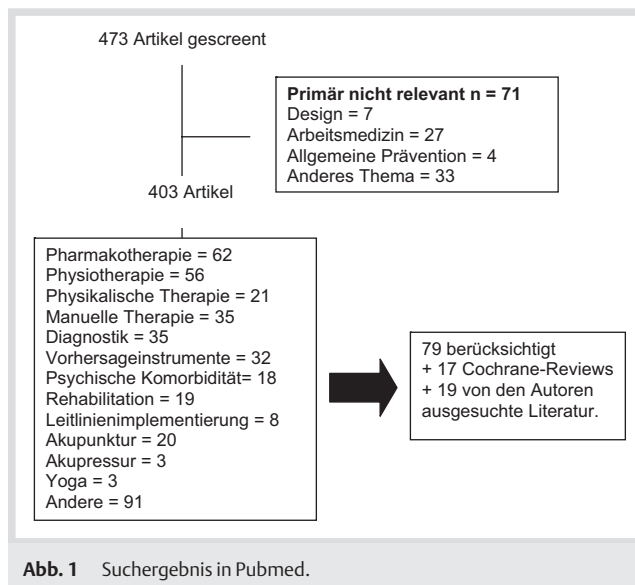 473 Artikel gescreent
Primär nicht relevant n = 71
Design = 7
Arbeitsmedizin = 27
Allgemeine Prävention = 4
Anderes Thema = 33
403 Artikel
Pharmakotherapie = 62
Physiotherapie = 56
Physikalische Therapie = 21
Manuelle Therapie = 35
Diagnostik = 35
Vorhersageinstrumente = 32
Psychische Komorbidität= 18
Rehabilitation = 19
Leitlinienimplementierung = 8
Akupunktur = 20
Akupressur = 3
Yoga = 3
Andere = 91
79 berücksichtigt
+ 17 Cochrane-Reviews
+ 19 von den Autoren
ausgesuchte Literatur.
Abb. 1 Suchergebnis in Pubmed.